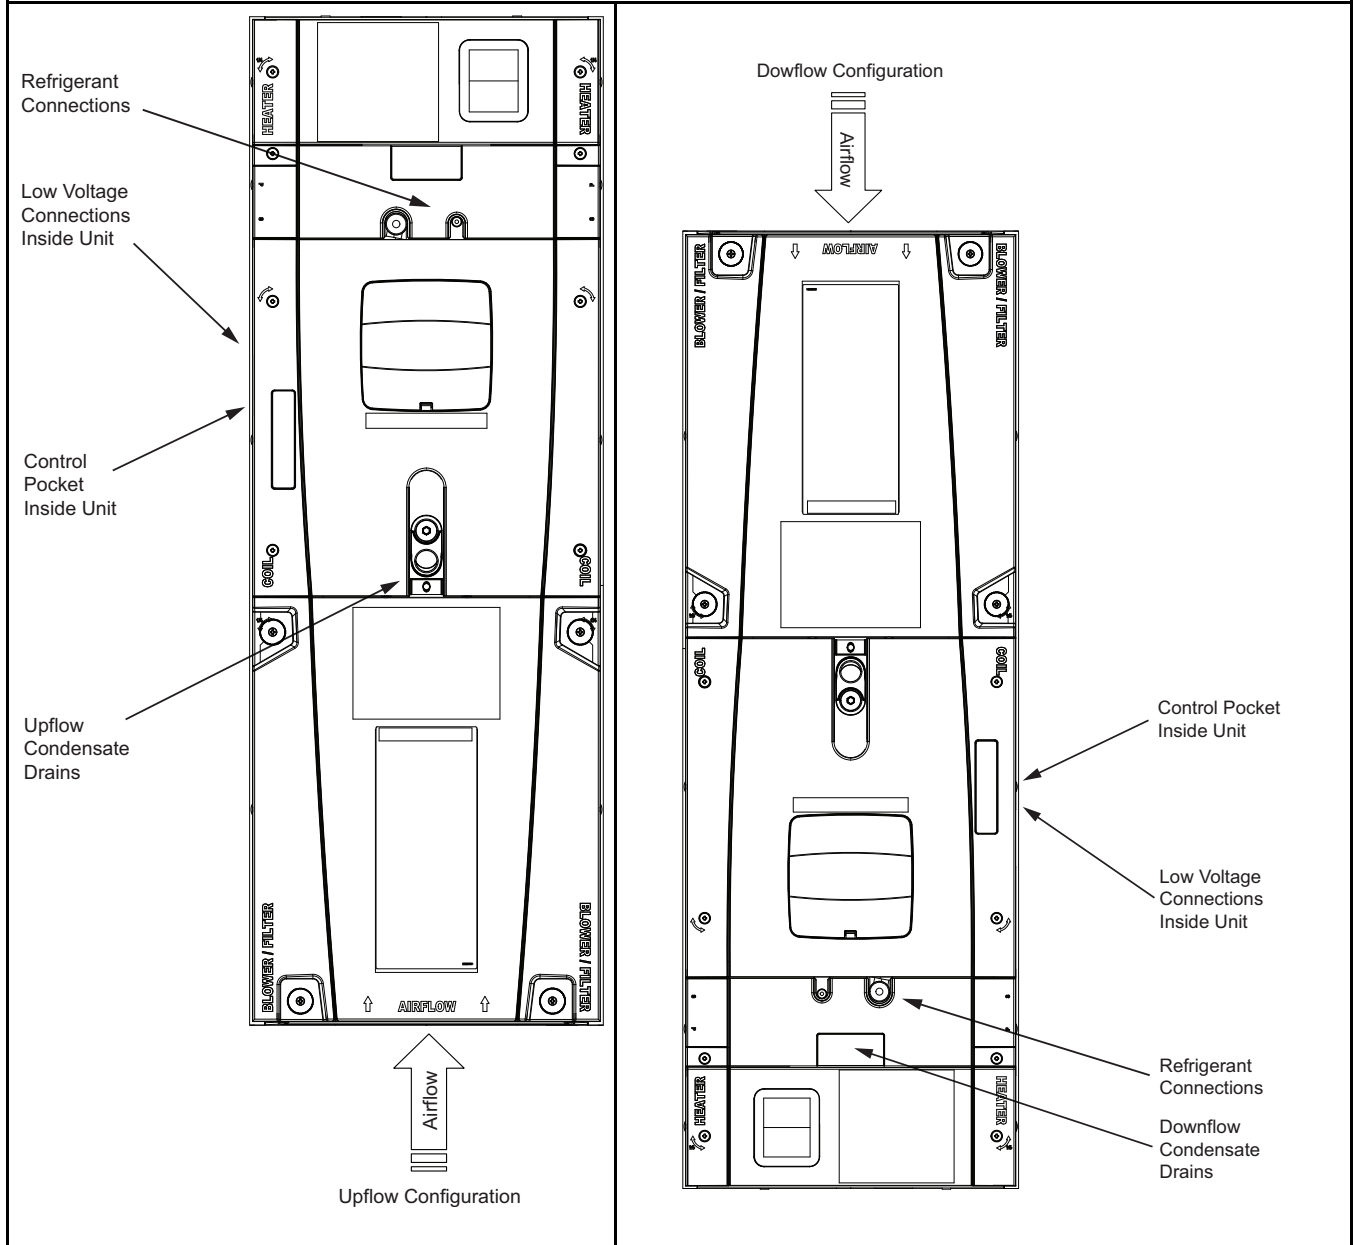 Refrigerant
Connections
Low Voltage
Connections
Inside Unit
Control
Pocket
Inside Unit
Upflow
Condensate
Drains
HEATER
HEATER
COIL
COIL
BLOWER / FILTER
BLOWER / FILTER
AIRFLOW
Airflow
Upflow Configuration
Dowflow Configuration
Airflow
AIRFLOW
BLOWER / FILTER
BLOWER / FILTER
COIL
COIL
Control Pocket
Inside Unit
Low Voltage
Connections
Inside Unit
HEATER
HEATER
Refrigerant
Connections
Downflow
Condensate
Drains